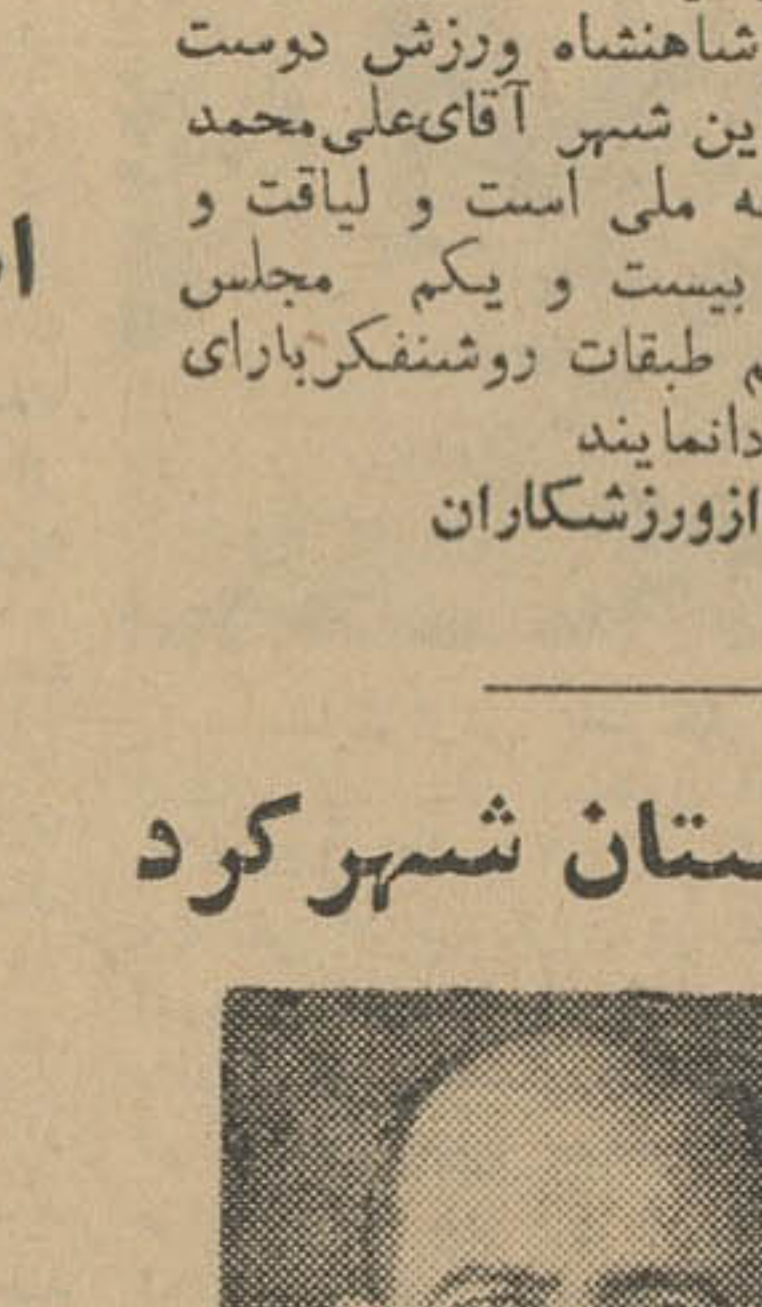 شاهنشاه ورزش دوست
ین شهر آقای علی محمد
ه ملی است و لیاقت و
بیست و یکم مجلس
م طبقات روشنفکر بارای
دانمایند
ازورزشکاران
ستان شهر کرد